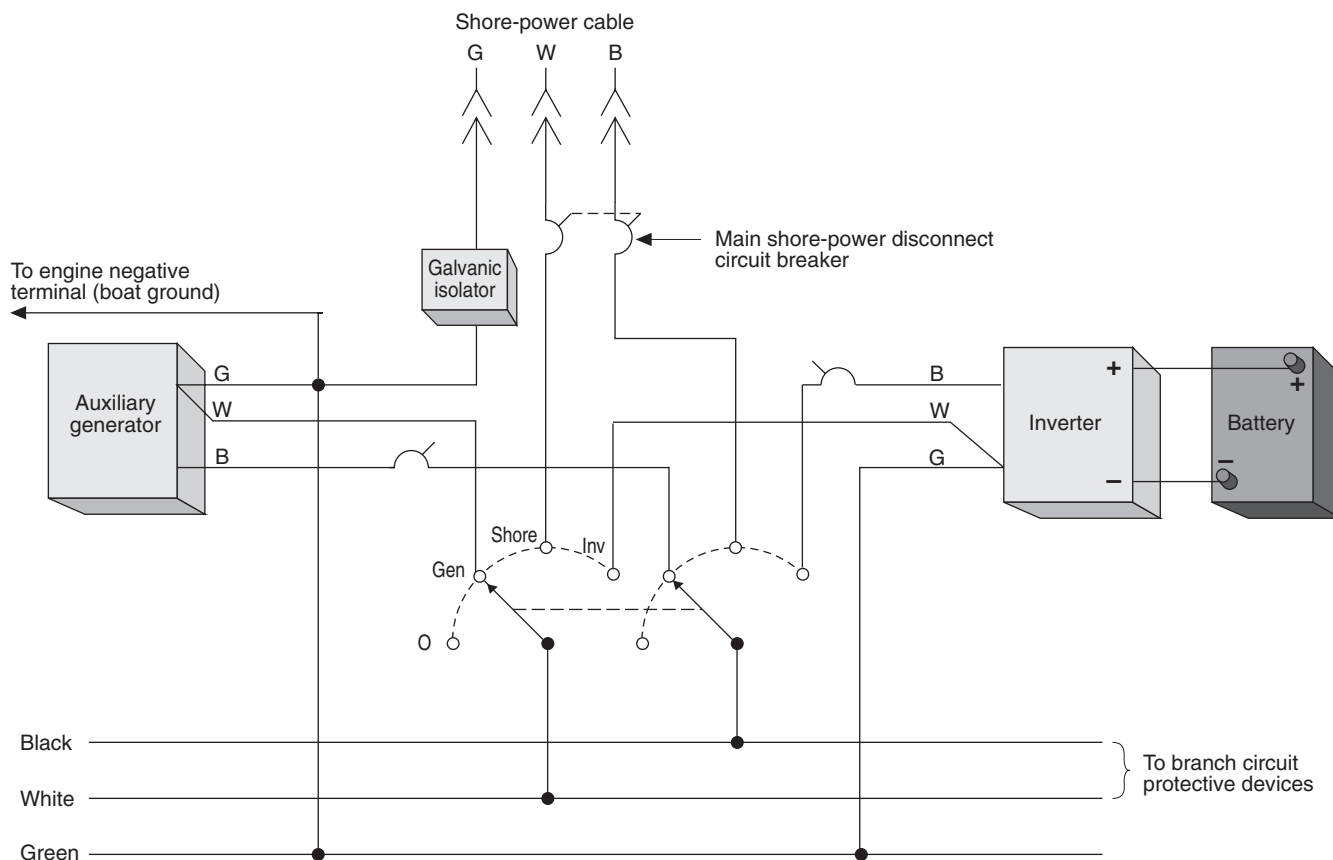 Shore-power cable
G W B
Main shore-power disconnect
circuit breaker
To engine negative
terminal (boat ground)
Galvanic
isolator
Auxiliary
generator
G
W
B
B
W
G
Inverter
+
−
Battery
+
−
Shore
Inv
Gen
O
Black
White
Green
To branch circuit
protective devices